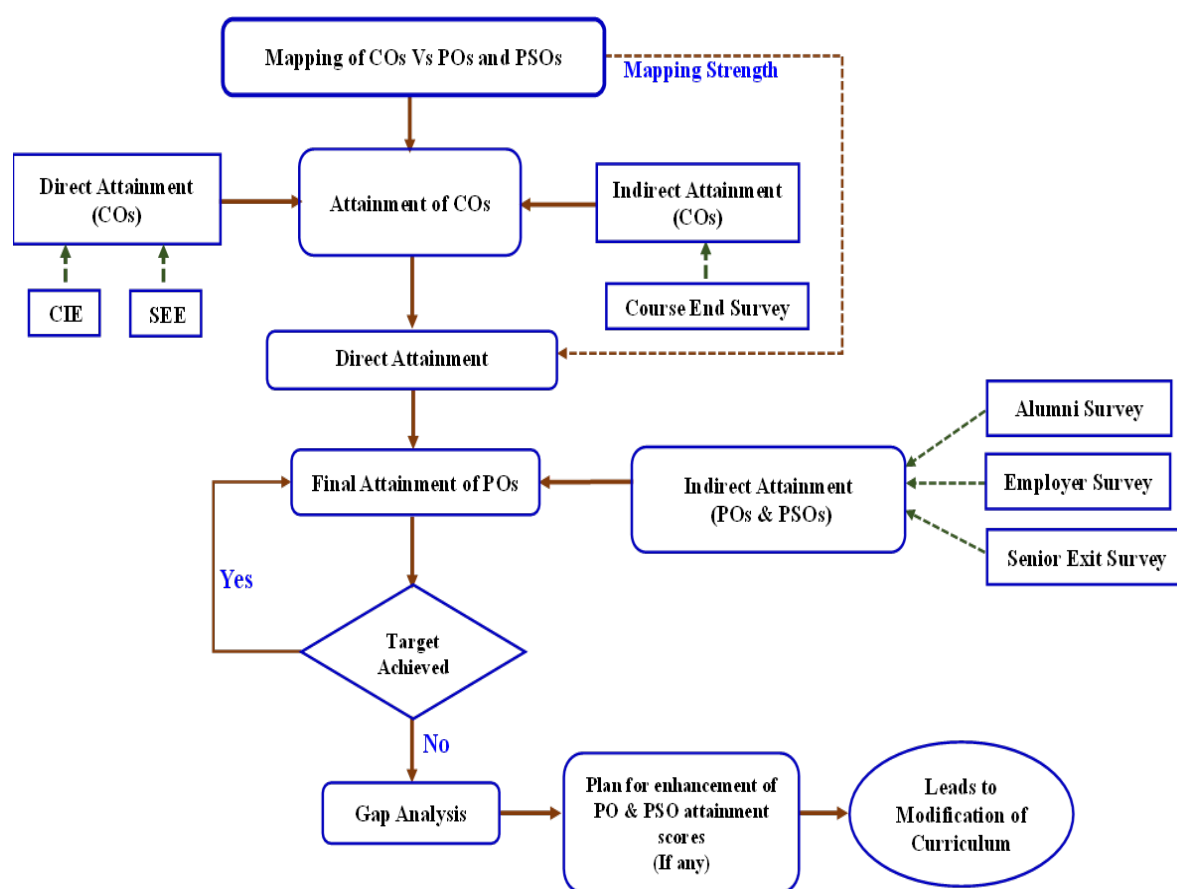 Mapping of COs Vs POs and PSOs
Mapping Strength
Direct Attainment
(COs)
Attainment of COs
Indirect Attainment
(COs)
CIE
SEE
Course End Survey
Direct Attainment
Alumni Survey
Final Attainment of POs
Indirect Attainment
(POs & PSOs)
Employer Survey
Senior Exit Survey
Yes
Target
Achieved
No
Gap Analysis
Plan for enhancement of
PO & PSO attainment
scores
(If any)
Leads to
Modification of
Curriculum